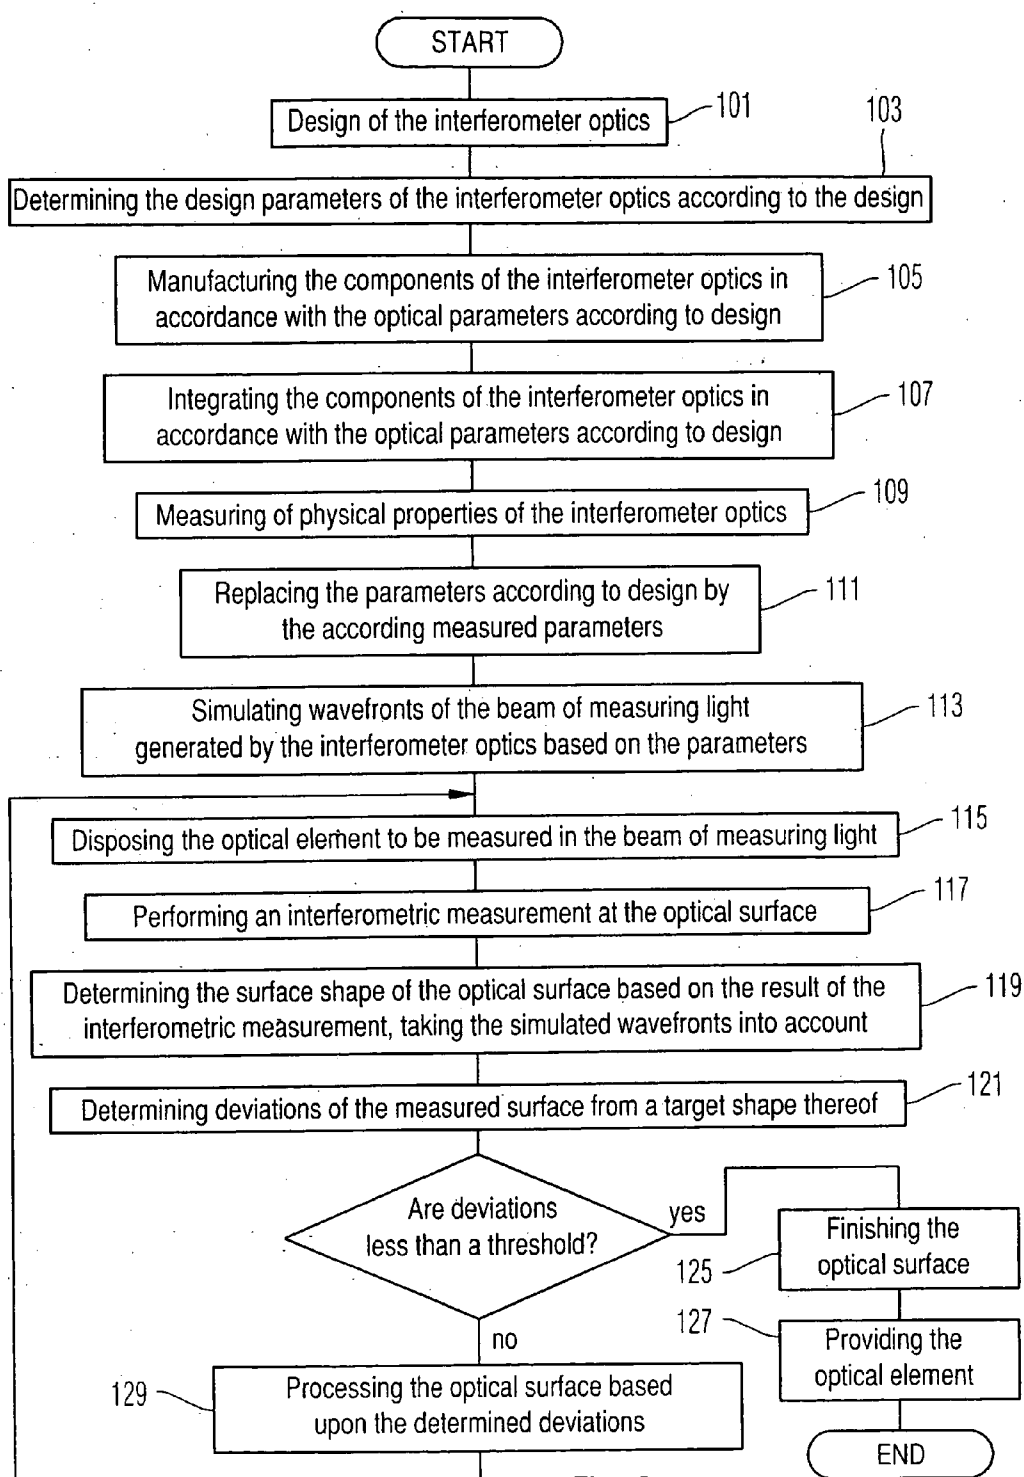 START
Design of the interferometer optics
101
103
Determining the design parameters of the interferometer optics according to the design
Manufacturing the components of the interferometer optics in
accordance with the optical parameters according to design
105
Integrating the components of the interferometer optics in
accordance with the optical parameters according to design
107
Measuring of physical properties of the interferometer optics
109
Replacing the parameters according to design by
the according measured parameters
111
Simulating wavefronts of the beam of measuring light
generated by the interferometer optics based on the parameters
113
Disposing the optical element to be measured in the beam of measuring light
115
Performing an interferometric measurement at the optical surface
117
Determining the surface shape of the optical surface based on the result of the
interferometric measurement, taking the simulated wavefronts into account
119
Determining deviations of the measured surface from a target shape thereof
121
Are deviations
less than a threshold?
yes
Finishing the
optical surface
125
127
Providing the
optical element
no
129
Processing the optical surface based
upon the determined deviations
END